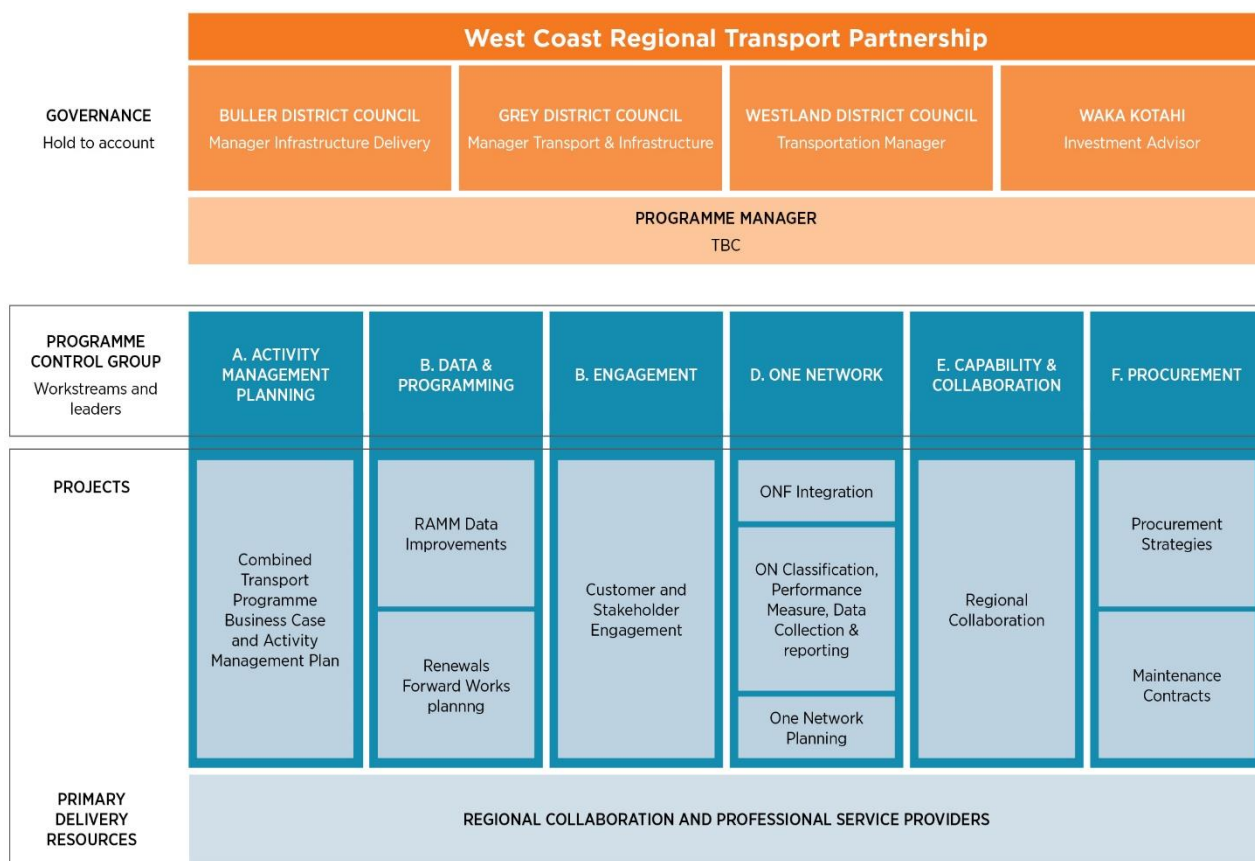 West Coast Regional Transport Partnership
GOVERNANCE
Hold to account
BULLER DISTRICT COUNCIL
Manager Infrastructure Delivery
GREY DISTRICT COUNCIL
Manager Transport & Infrastructure
WESTLAND DISTRICT COUNCIL
Transportation Manager
WAKA KOTAHI
Investment Advisor
PROGRAMME MANAGER
TBC
PROGRAMME
CONTROL GROUP
Workstreams and
leaders
A. ACTIVITY
MANAGEMENT
PLANNING
B. DATA &
PROGRAMMING
B. ENGAGEMENT
D. ONE NETWORK
E. CAPABILITY &
COLLABORATION
F. PROCUREMENT
PROJECTS
Combined
Transport
Programme
Business Case
and Activity
Management Plan
RAMM Data
Improvements
Renewals
Forward Works
plannng
Customer and
Stakeholder
Engagement
ONF Integration
ON Classification,
Performance
Measure, Data
Collection &
reporting
One Network
Planning
Regional
Collaboration
Procurement
Strategies
Maintenance
Contracts
PRIMARY
DELIVERY
RESOURCES
REGIONAL COLLABORATION AND PROFESSIONAL SERVICE PROVIDERS